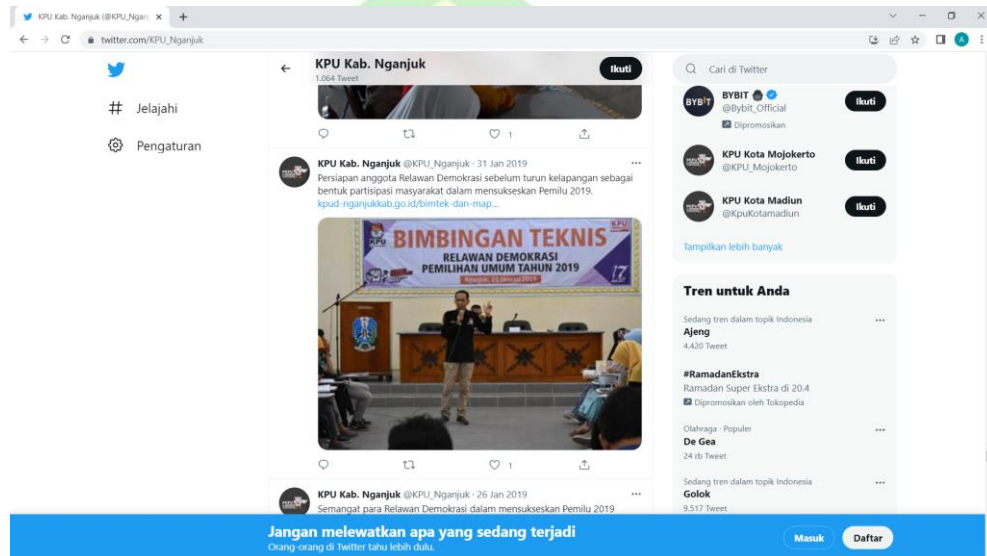 KPU Kab. Nganjuk (@KPU_Nganj
twitter.com/KPU_Nganjuk
Jelajahi
Pengaturan
KPU Kab. Nganjuk
1.064 Tweet
Ikuti
1
KPU Kab. Nganjuk @KPU_Nganjuk · 31 Jan 2019
Persiapan anggota Relawan Demokrasi sebelum turun kelapangan sebagai
bentuk partisipasi masyarakat dalam mensukseskan Pemilu 2019.
kpud-nganjukkab.go.id/bimtek-dan-map...
KPU
BIMBINGAN TEKNIS
RELAWAN DEMOKRASI
PEMILIHAN UMUM TAHUN 2019
17
1
KPU Kab. Nganjuk @KPU_Nganjuk · 26 Jan 2019
Semangat para Relawan Demokrasi dalam mensukseskan Pemilu 2019
Cari di Twitter
BYBIT
@Bybit_Official
Dipromosikan
Ikuti
KPU Kota Mojokerto
@KPU_Mojokerto
Ikuti
KPU Kota Madiun
@KpuKotamadiun
Ikuti
Tampilkan lebih banyak
Tren untuk Anda
Sedang tren dalam topik Indonesia
Ajeng
4.420 Tweet
#RamadanEkstra
Ramadan Super Ekstra di 20.4
Dipromosikan oleh Tokopedia
Olahraga · Populer
De Gea
24 rb Tweet
Sedang tren dalam topik Indonesia
Golok
9.517 Tweet
Jangan melewatkan apa yang sedang terjadi
Orang-orang di Twitter tahu lebih dulu.
Masuk
Daftar